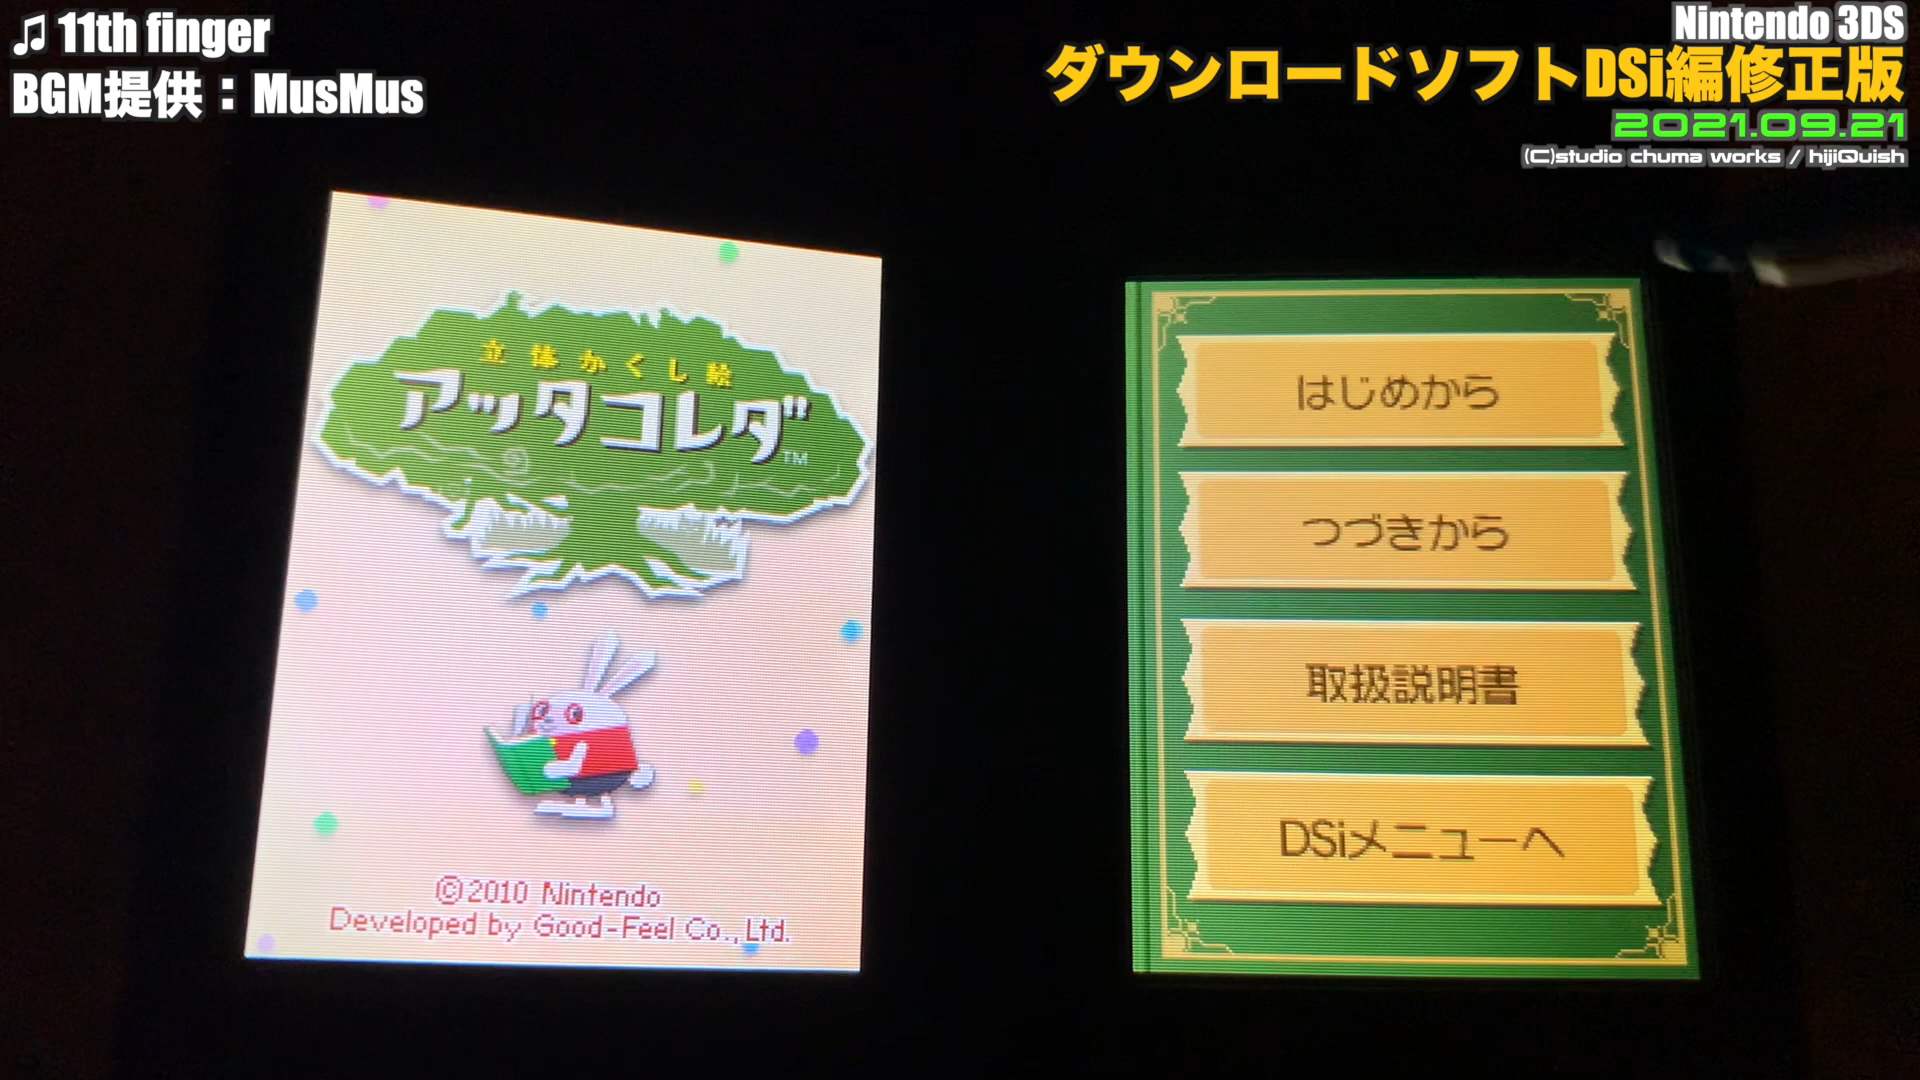 ♫ 11th finger
BGM提供：MusMus
Nintendo 3DS
ダウンロードソフトDSi編修正版
2021.09.21
(C)studio chuma works / hijiQuish
立体かくし絵
アッタコレダ™
©2010 Nintendo
Developed by Good-Feel Co., Ltd.
はじめから
つづきから
取扱説明書
DSiメニューへ